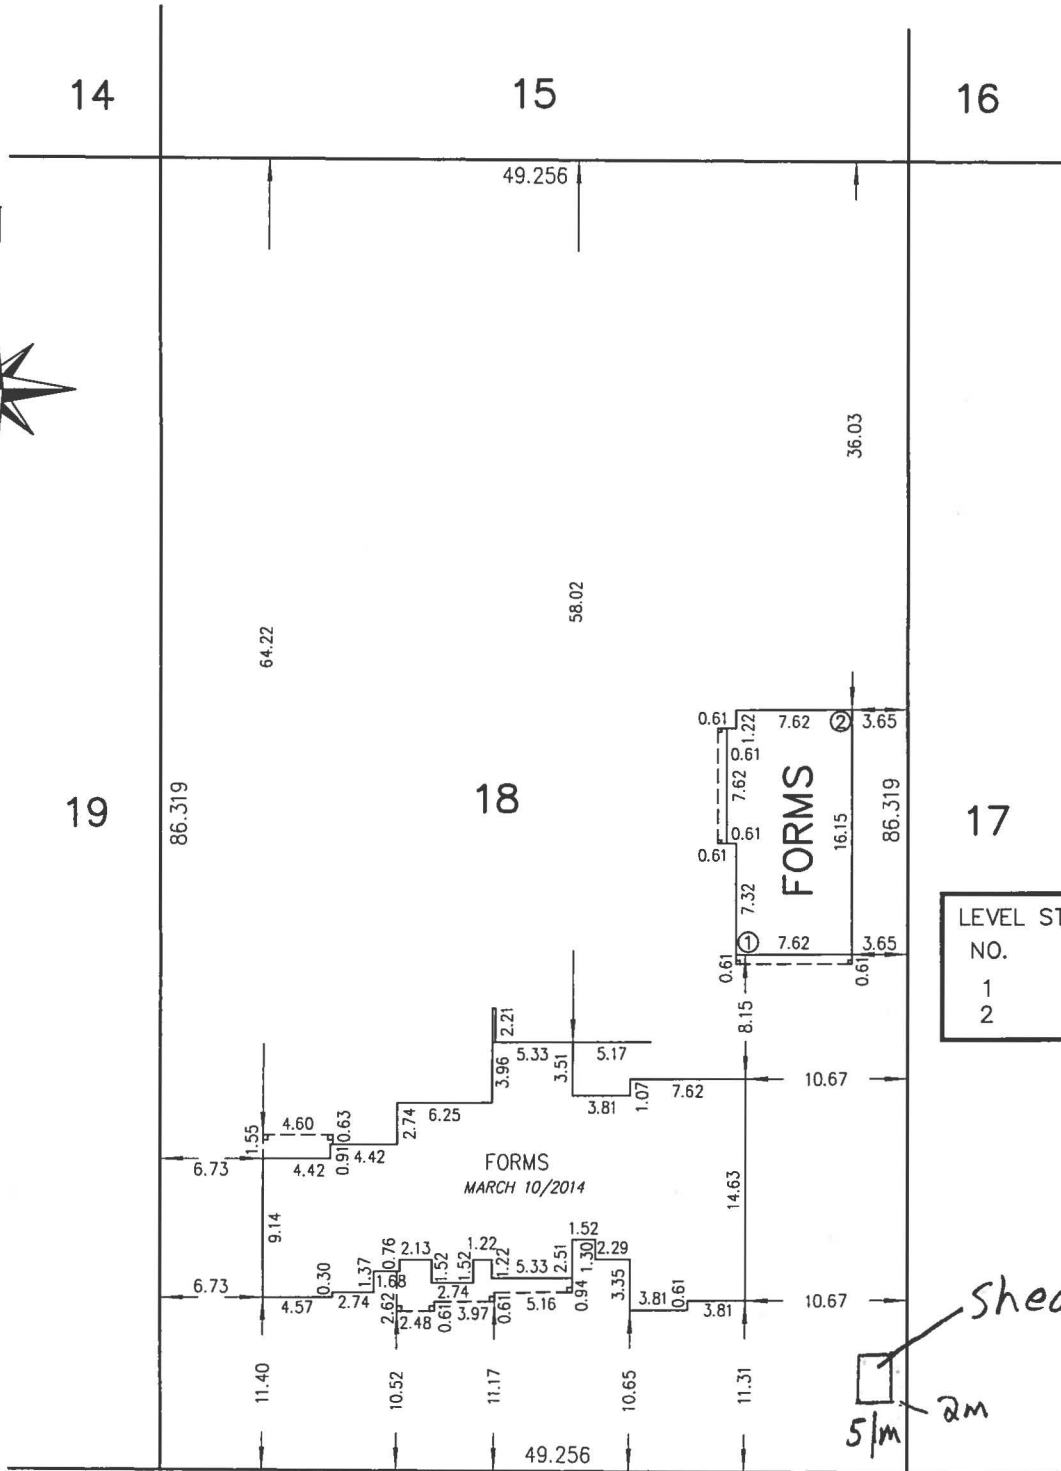 14 15 16
49.256
36.03
58.02
64.22
0.61 1.22 7.62 2 3.65
0.61
7.62
86.319 18 FORMS 16.15 86.319
19 17
0.61
0.61
7.32
LEVEL ST
NO.
1
2
1 7.62 3.65
0.61 0.61
8.15
2.21
5.33 3.51 5.17
3.96
10.67
3.81 1.07 7.62
6.25
2.74
4.60 0.63
1.55
6.73 4.42 0.91 4.42
FORMS
MARCH 10/2014
14.63
9.14
1.52
0.76 2.13 1.22 1.22 2.51 1.30 2.29
5.33
0.30 1.37 1.68 1.52 1.52 3.35
6.73 4.57 2.74 2.62 2.74 0.94 3.81 0.61 10.67
2.48 0.61 3.97 0.61 5.16 3.81
shed
11.40 10.52 11.17 10.65 11.31
2m
49.256